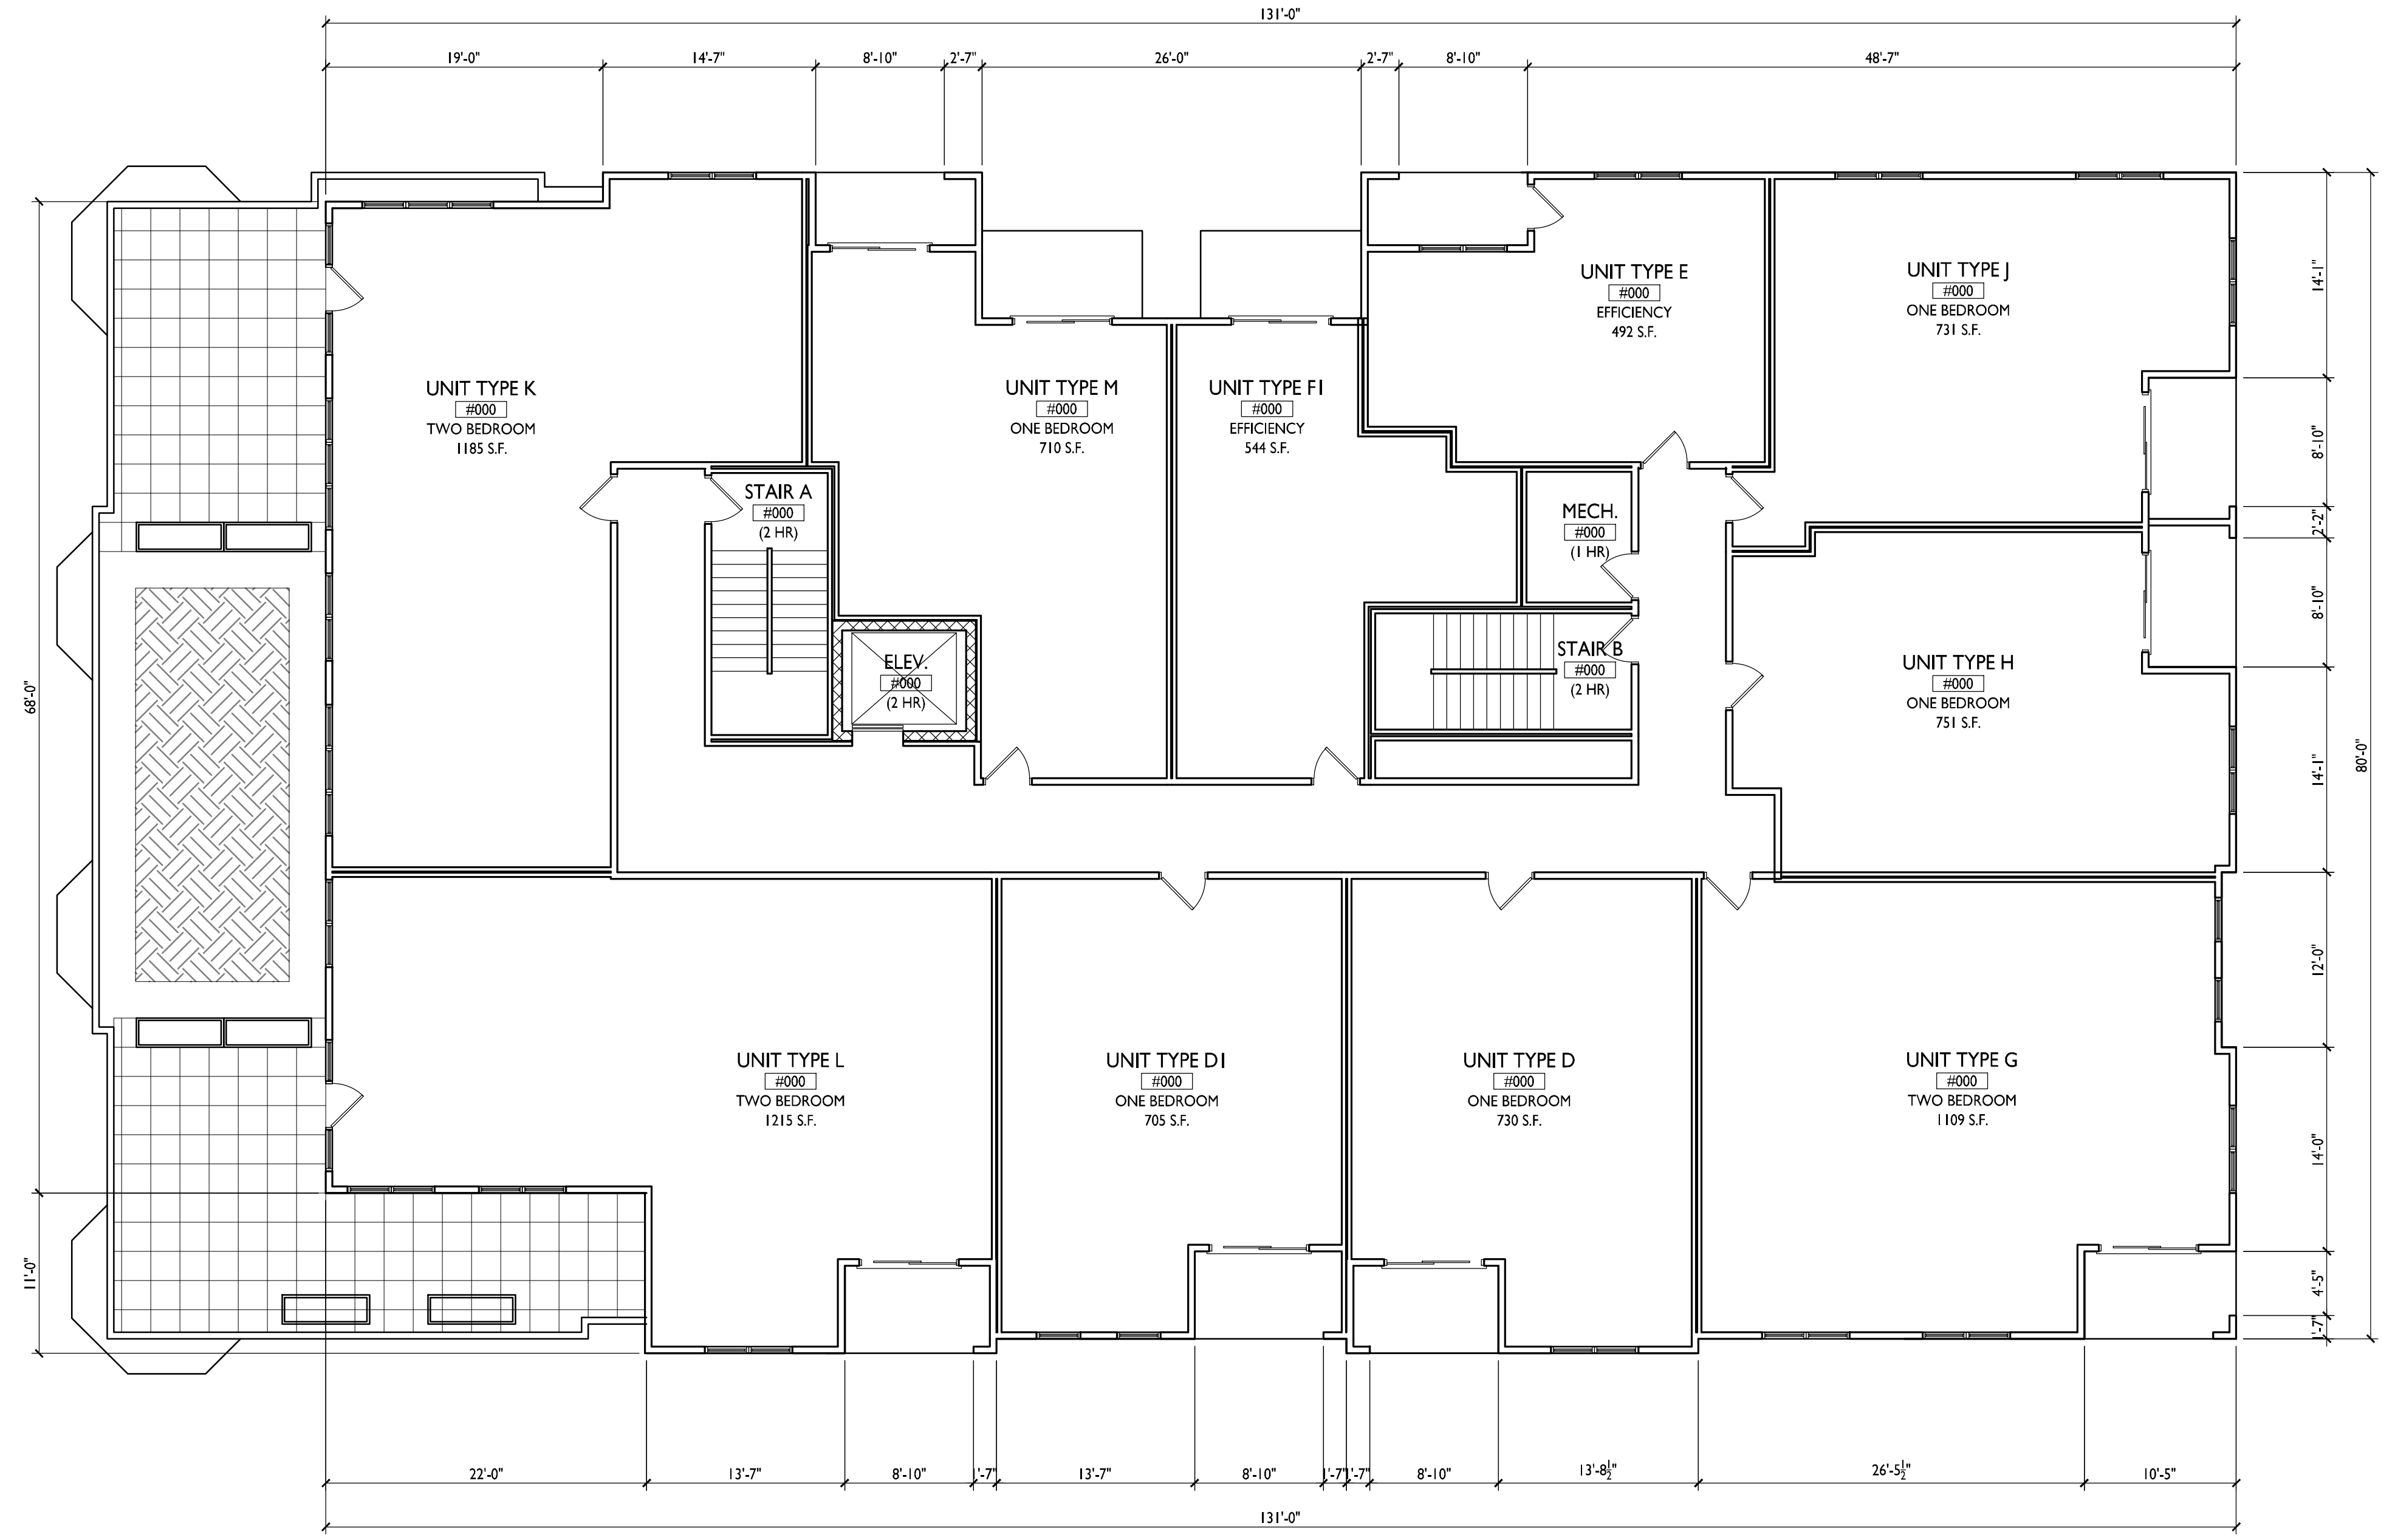 131'-0"
19'-0"
14'-7"
8'-10"
2'-7"
26'-0"
2'-7"
8'-10"
48'-7"
UNIT TYPE K
#000
TWO BEDROOM
1185 S.F.
UNIT TYPE M
#000
ONE BEDROOM
710 S.F.
UNIT TYPE F1
#000
EFFICIENCY
544 S.F.
UNIT TYPE E
#000
EFFICIENCY
492 S.F.
UNIT TYPE J
#000
ONE BEDROOM
731 S.F.
STAIR A
#000
(2 HR)
MECH.
#000
(1 HR)
ELEV.
#000
(2 HR)
STAIR B
#000
(2 HR)
UNIT TYPE H
#000
ONE BEDROOM
751 S.F.
UNIT TYPE L
#000
TWO BEDROOM
1215 S.F.
UNIT TYPE D1
#000
ONE BEDROOM
705 S.F.
UNIT TYPE D
#000
ONE BEDROOM
730 S.F.
UNIT TYPE G
#000
TWO BEDROOM
1109 S.F.
68'-0"
11'-0"
14'-1"
8'-10"
2'-2"
8'-10"
14'-1"
12'-0"
14'-0"
4'-5"
1'-7"
80'-0"
22'-0"
13'-7"
8'-10"
1'-7"
13'-7"
8'-10"
1'-7"
1'-7"
8'-10"
13'-8½"
26'-5½"
10'-5"
131'-0"